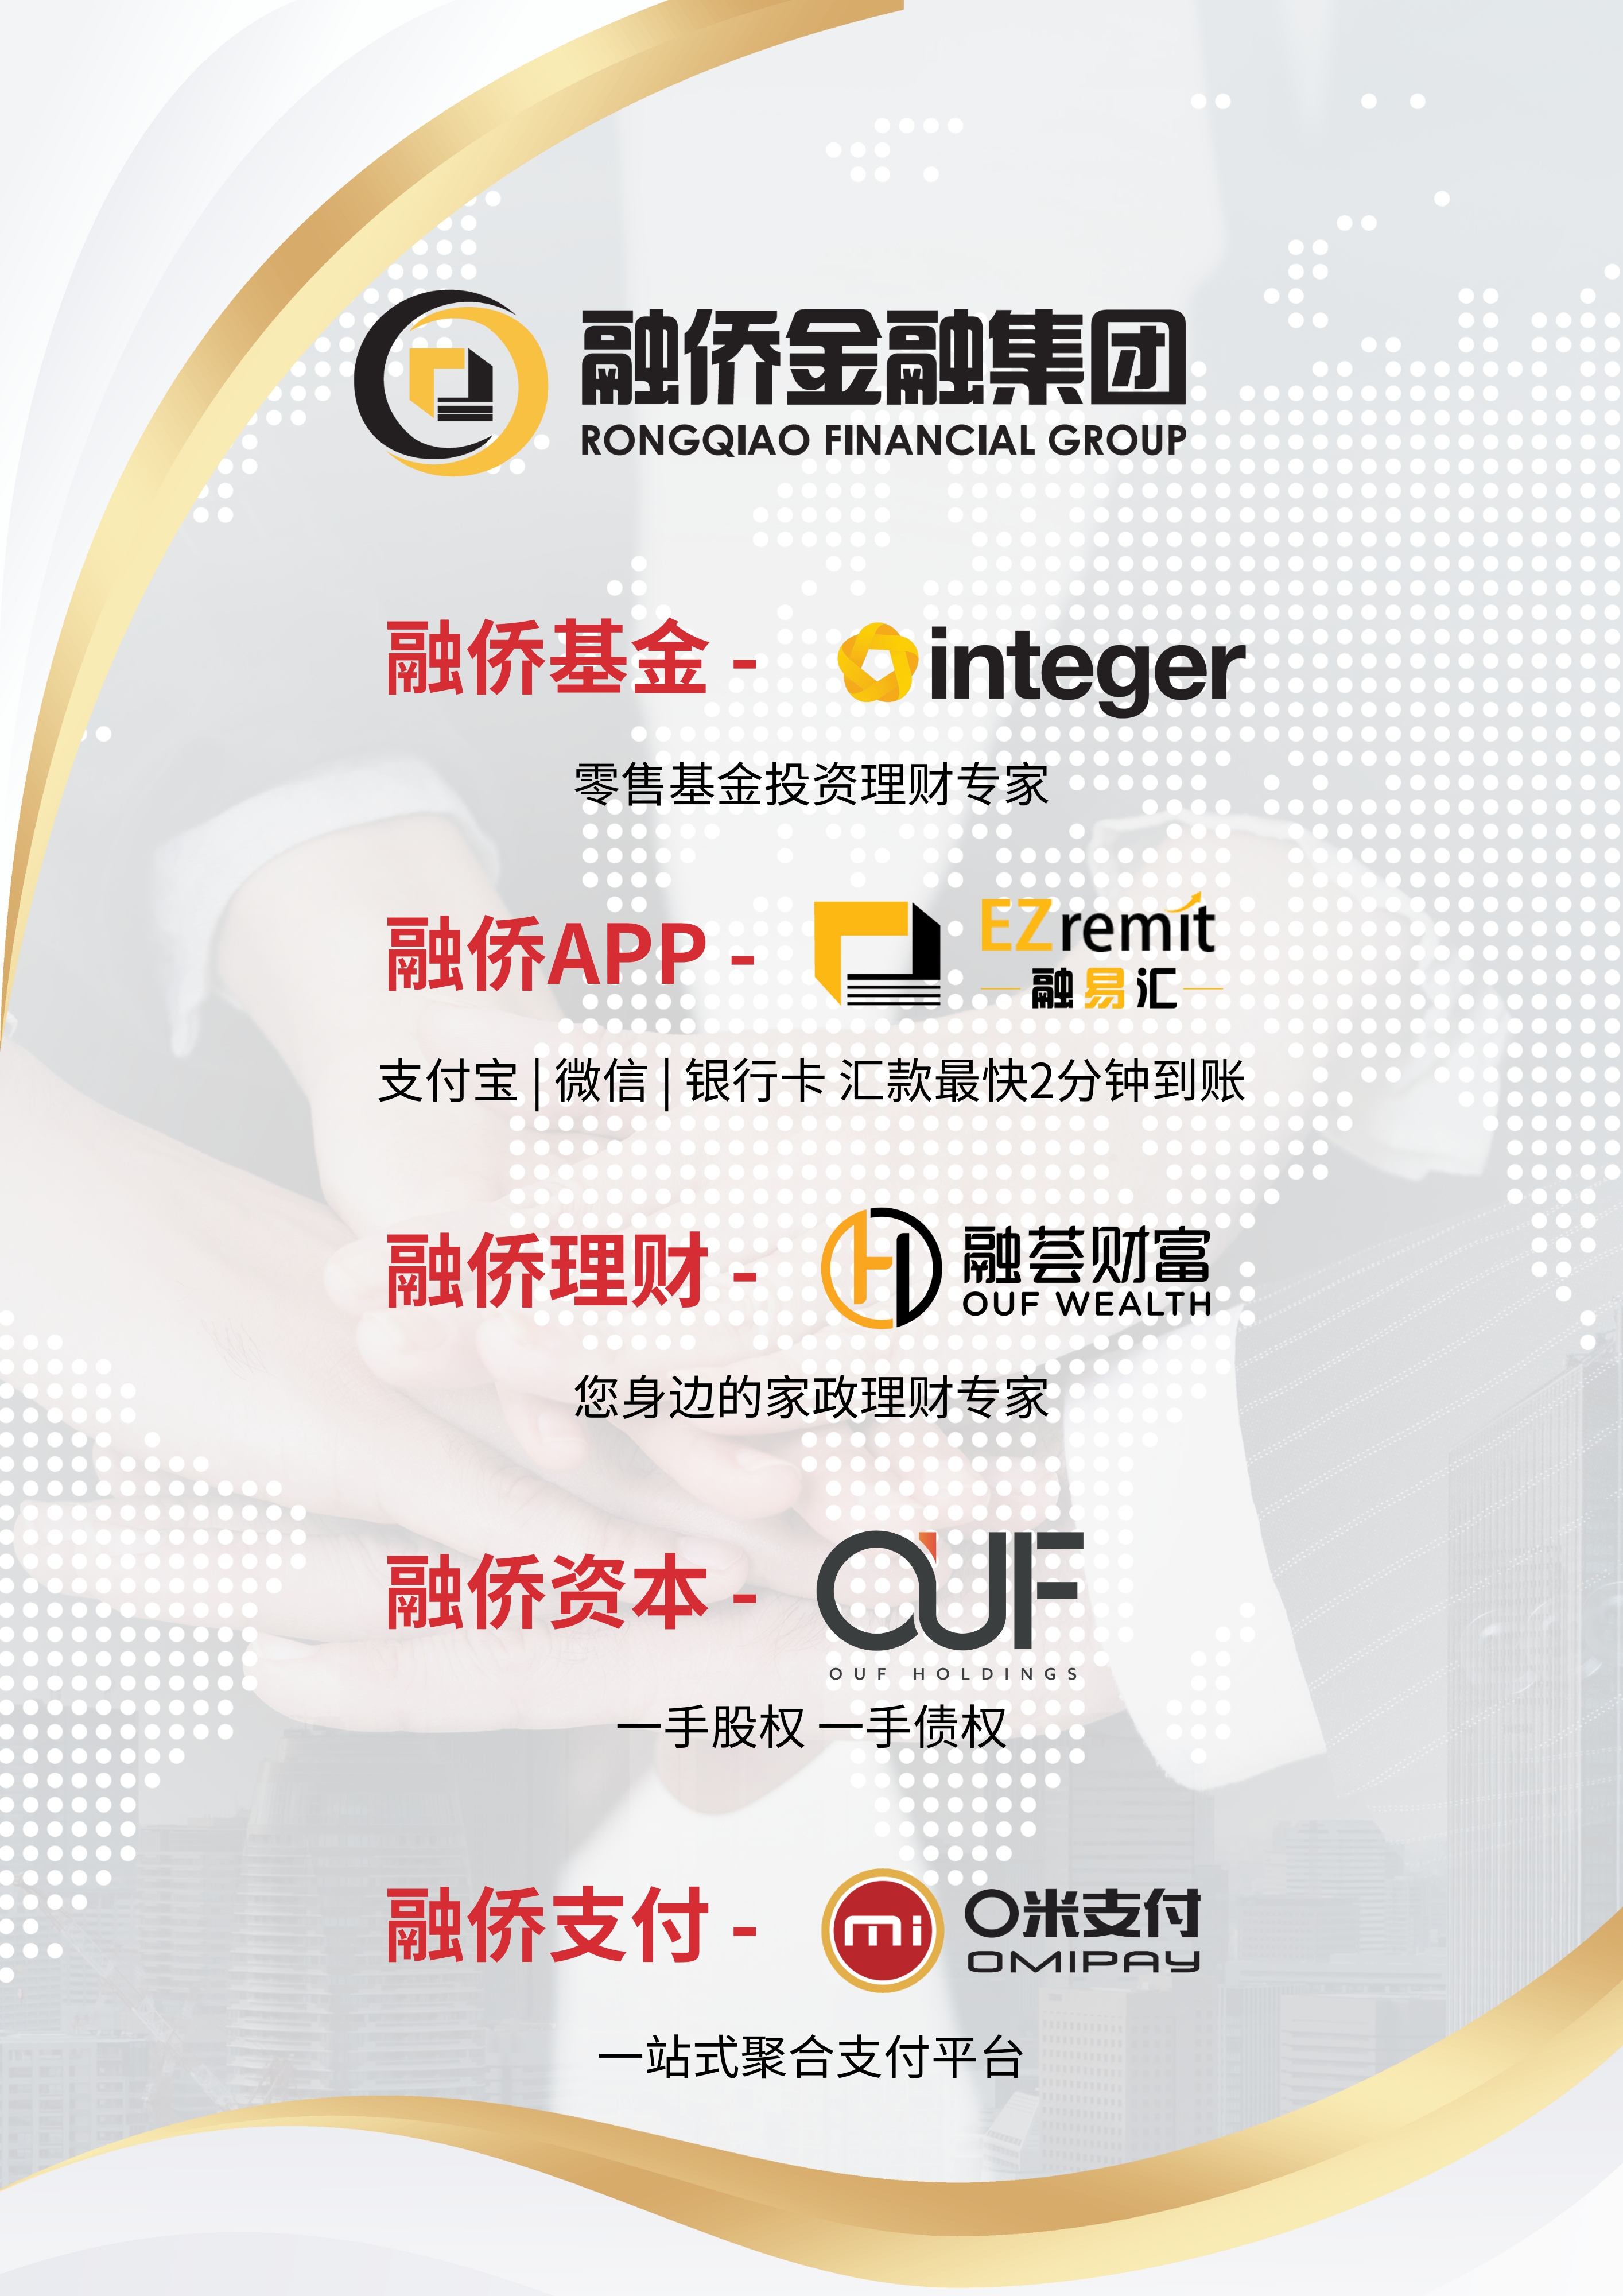 融侨金融集团
RONGQIAO FINANCIAL GROUP
融侨基金 - integer
零售基金投资理财专家
融侨APP - EZremit
融易汇
支付宝 | 微信 | 银行卡 汇款最快2分钟到账
融侨理财 - 融荟财富
OUF WEALTH
您身边的家政理财专家
融侨资本 - OUF
OUF HOLDINGS
一手股权 一手债权
融侨支付 - mi O米支付
OMIPAY
一站式聚合支付平台